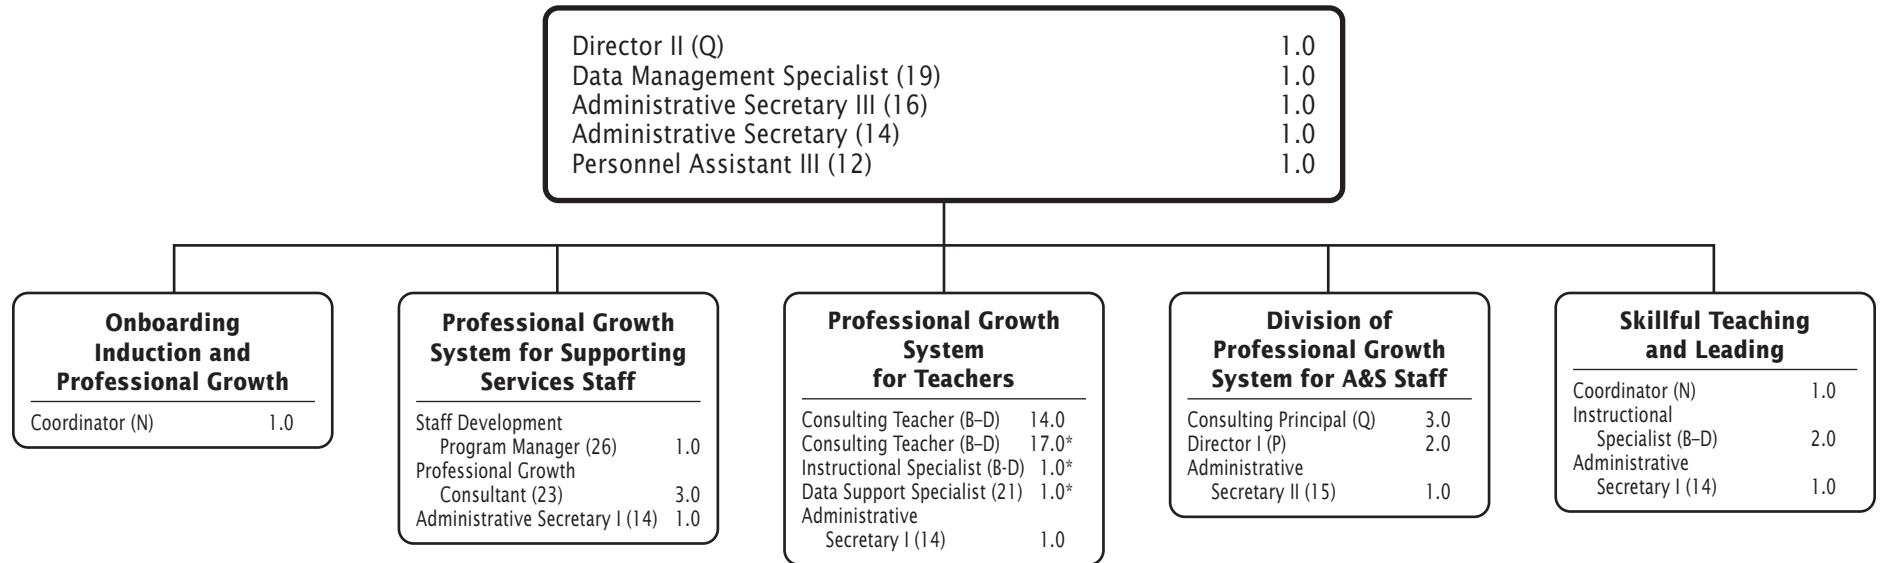 Director II (Q) 1.0
Data Management Specialist (19) 1.0
Administrative Secretary III (16) 1.0
Administrative Secretary (14) 1.0
Personnel Assistant III (12) 1.0
Onboarding
Induction and
Professional Growth
Coordinator (N) 1.0
Professional Growth
System for Supporting
Services Staff
Staff Development
Program Manager (26) 1.0
Professional Growth
Consultant (23) 3.0
Administrative Secretary I (14) 1.0
Professional Growth
System
for Teachers
Consulting Teacher (B–D) 14.0
Consulting Teacher (B–D) 17.0*
Instructional Specialist (B-D) 1.0*
Data Support Specialist (21) 1.0*
Administrative
Secretary I (14) 1.0
Division of
Professional Growth
System for A&S Staff
Consulting Principal (Q) 3.0
Director I (P) 2.0
Administrative
Secretary II (15) 1.0
Skillful Teaching
and Leading
Coordinator (N) 1.0
Instructional
Specialist (B–D) 2.0
Administrative
Secretary I (14) 1.0